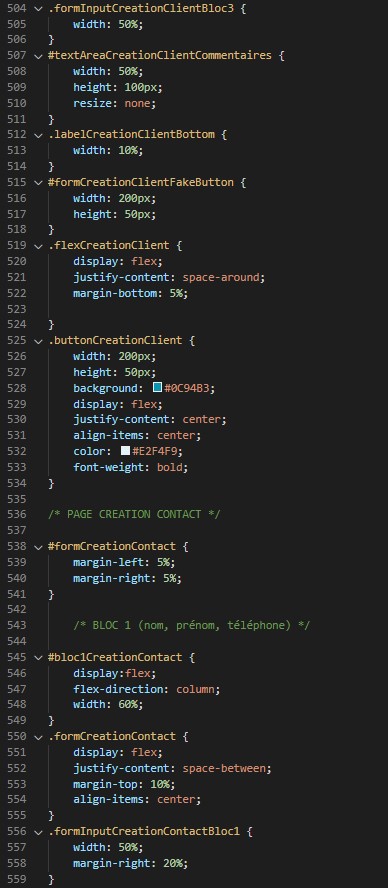 504 .formInputCreationClientBloc3 {
505 width: 50%;
506 }
507 #textAreaCreationClientCommentaires {
508 width: 50%;
509 height: 100px;
510 resize: none;
511 }
512 .labelCreationClientBottom {
513 width: 10%;
514 }
515 #formCreationClientFakeButton {
516 width: 200px;
517 height: 50px;
518 }
519 .flexCreationClient {
520 display: flex;
521 justify-content: space-around;
522 margin-bottom: 5%;
523
524 }
525 .buttonCreationClient {
526 width: 200px;
527 height: 50px;
528 background: #0C94B3;
529 display: flex;
530 justify-content: center;
531 align-items: center;
532 color: #E2F4F9;
533 font-weight: bold;
534 }
535
536 /* PAGE CREATION CONTACT */
537
538 #formCreationContact {
539 margin-left: 5%;
540 margin-right: 5%;
541 }
542
543 /* BLOC 1 (nom, prénom, téléphone) */
544
545 #bloc1CreationContact {
546 display:flex;
547 flex-direction: column;
548 width: 60%;
549 }
550 .formCreationContact {
551 display: flex;
552 justify-content: space-between;
553 margin-top: 10%;
554 align-items: center;
555 }
556 .formInputCreationContactBloc1 {
557 width: 50%;
558 margin-right: 20%;
559 }